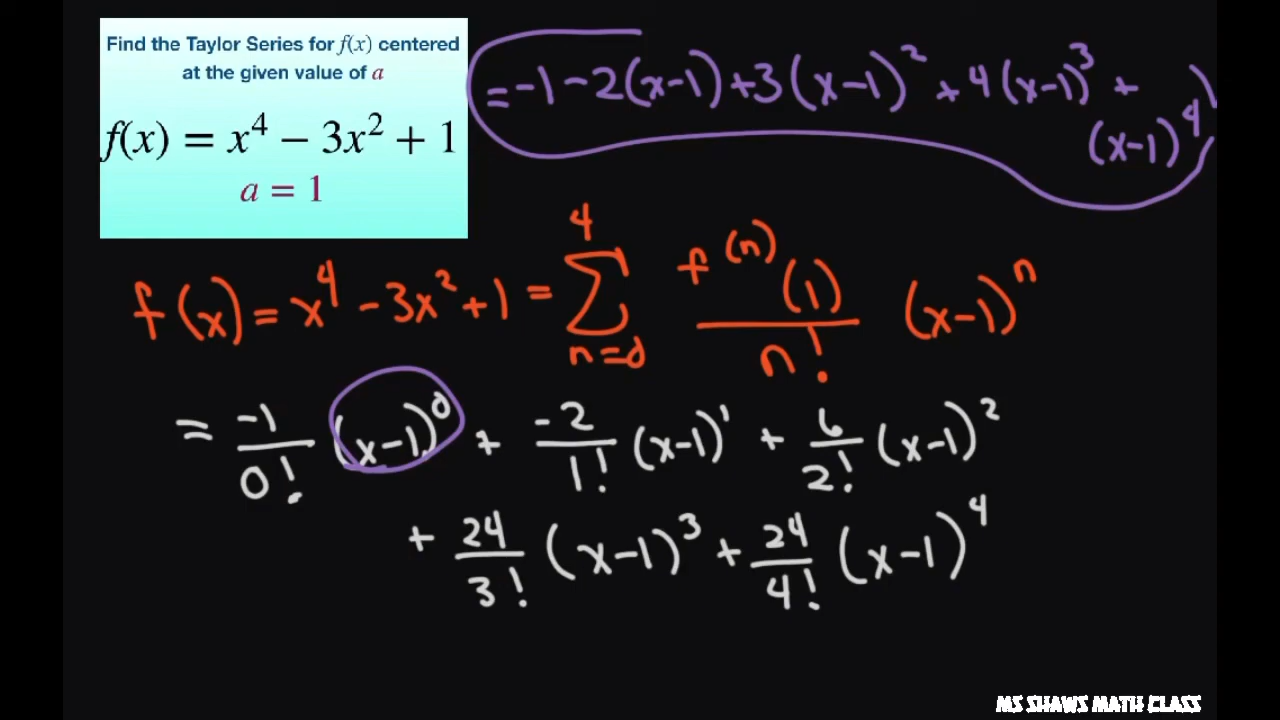 Find the Taylor Series for f(x) centered
at the given value of a
f(x) = x⁴ − 3x² + 1
a = 1
= -1 - 2(x-1) + 3(x-1)² + 4(x-1)³ +
(x-1)⁴
f(x) = x⁴ - 3x² + 1 = ∑_{n=0}^{4} f^{(n)}(1)/n! (x-1)ⁿ
= -1/0! (x-1)⁰ + -2/1! (x-1)¹ + 6/2! (x-1)²
+ 24/3! (x-1)³ + 24/4! (x-1)⁴
MS SHAWS MATH CLASS